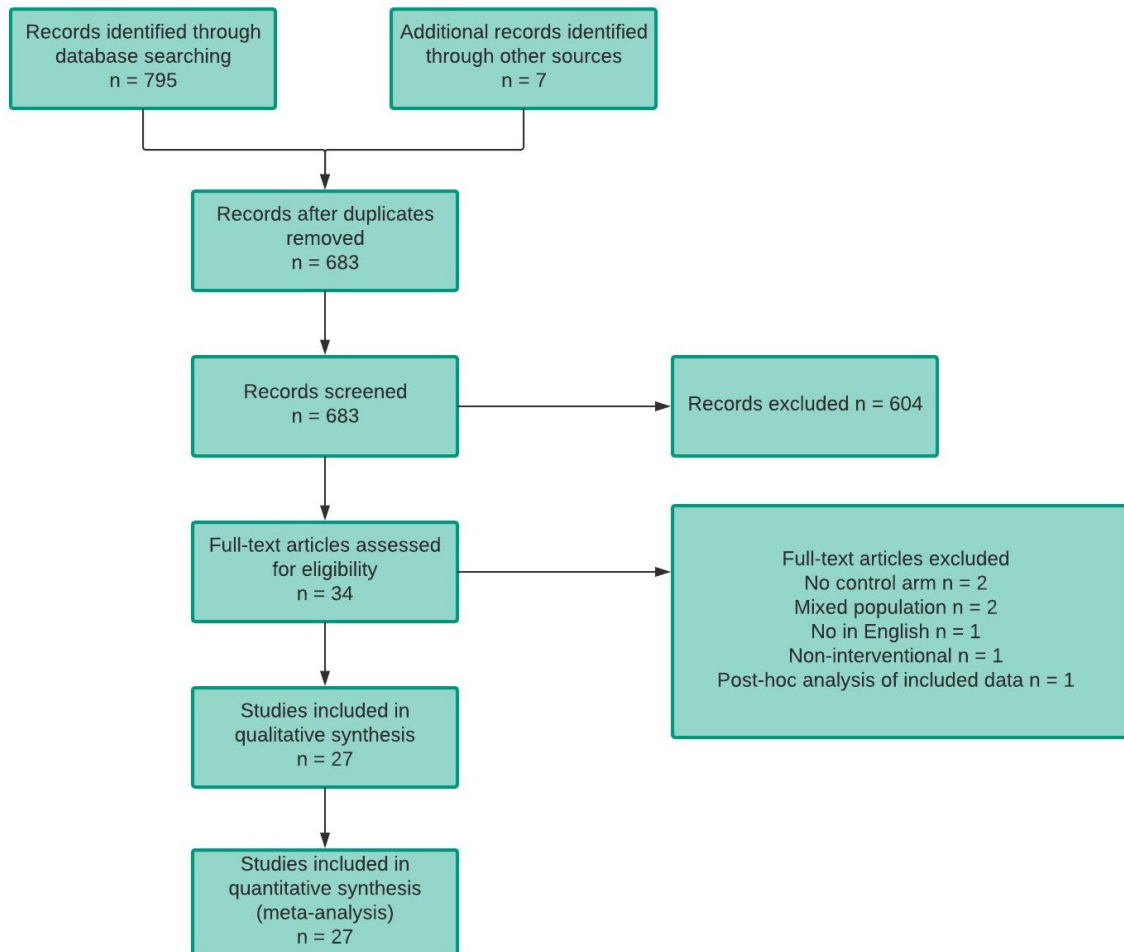 Records identified through
database searching
n = 795
Additional records identified
through other sources
n = 7
Records after duplicates
removed
n = 683
Records screened
n = 683
Records excluded n = 604
Full-text articles assessed
for eligibility
n = 34
Full-text articles excluded
No control arm n = 2
Mixed population n = 2
No in English n = 1
Non-interventional n = 1
Post-hoc analysis of included data n = 1
Studies included in
qualitative synthesis
n = 27
Studies included in
quantitative synthesis
(meta-analysis)
n = 27